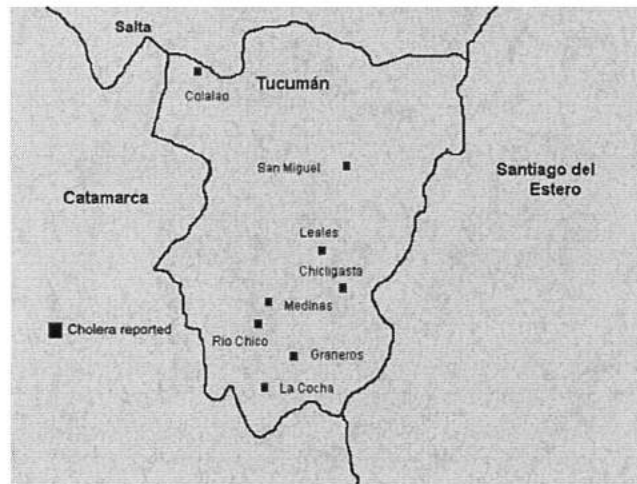 Salta
Tucumán
Colalao
San Miguel
Santiago del
Estero
Catamarca
Leales
Chicligasta
Medinas
Cholera reported
Rio Chico
Graneros
La Cocha